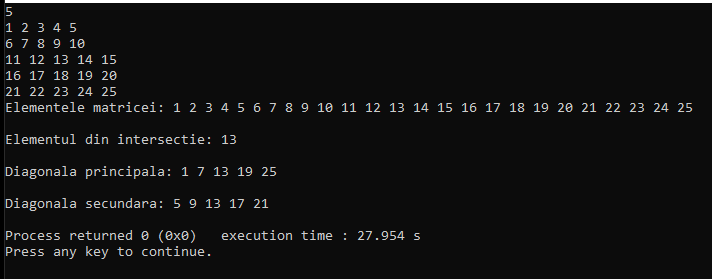 5
1 2 3 4 5
6 7 8 9 10
11 12 13 14 15
16 17 18 19 20
21 22 23 24 25
Elementele matricei: 1 2 3 4 5 6 7 8 9 10 11 12 13 14 15 16 17 18 19 20 21 22 23 24 25
Elementul din intersectie: 13
Diagonala principala: 1 7 13 19 25
Diagonala secundara: 5 9 13 17 21
Process returned 0 (0x0)   execution time : 27.954 s
Press any key to continue.